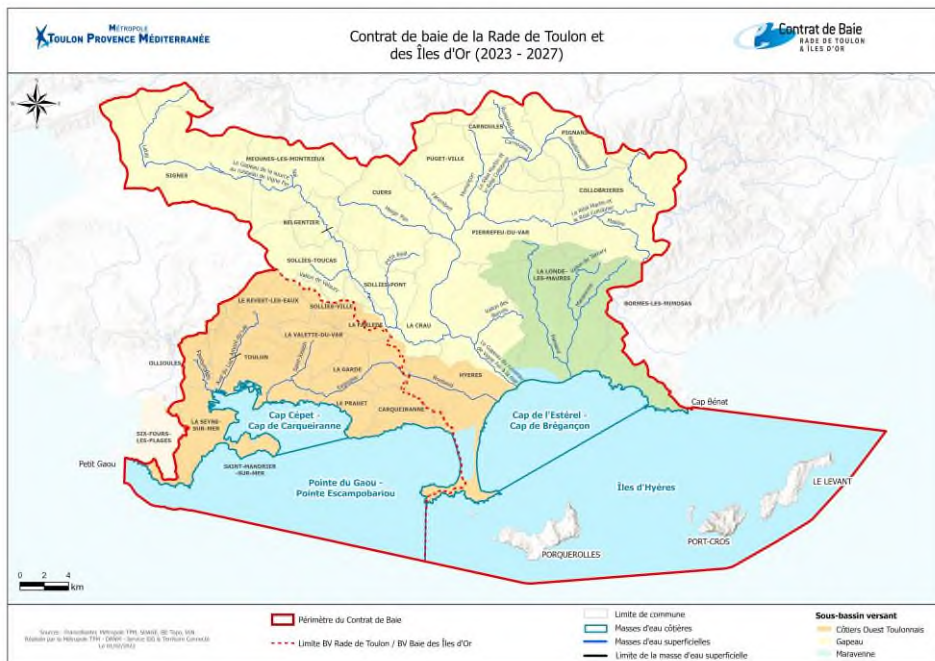 MÉTROPOLE
TOULON PROVENCE MÉDITERRANÉE
Contrat de baie de la Rade de Toulon et
des Îles d'Or (2023 - 2027)
Contrat de Baie
RADE DE TOULON
& ÎLES D'OR
CARNOULES
PIGNANS
PUGET-VILLE
MEOUNES-LES-MONTRIEUX
SIGNES
CUERS
COLLOBRIERES
BELGENTIER
PIERREFEU-DU-VAR
SOLLIES-TOUCAS
LA LONDE-
LES-MAURES
SOLLIES-PONT
BORMES-LES-MIMOSAS
LE REVEST-LES-EAUX
SOLLIES-VILLE
LA FARLEDE
LA CRAU
LA VALETTE-DU-VAR
OLLIOULES
TOULON
LA GARDE
HYERES
LE PRADET
CARQUEIRANNE
Cap Bénat
Cap Cépet -
Cap de Carqueiranne
Cap de l'Estérel -
Cap de Brégançon
LA SEYNE-
SUR-MER
SIX-FOURS-
LES-PLAGES
Petit Gaou
SAINT-MANDRIER
-SUR-MER
Pointe du Gaou -
Pointe Escampobariou
Îles d'Hyères
LE LEVANT
PORT-CROS
POROUEROLLES
0 2 4
km
Périmètre du Contrat de Baie
Limite BV Rade de Toulon / BV Baie des Îles d'Or
Limite de commune
Masses d'eau côtières
Masses d'eau superficielles
Limite de la masse d'eau superficielle
Sous-bassin versant
Côtiers Ouest Toulonnais
Gapeau
Maravenne